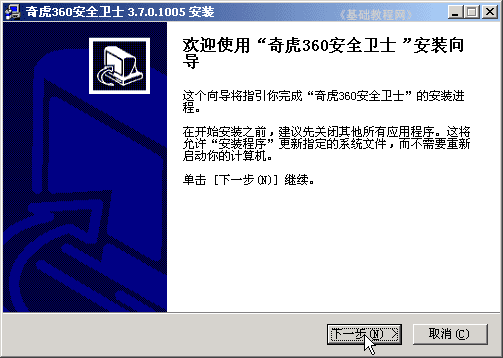 奇虎360安全卫士 3.7.0.1005 安装
《基础教程网》
欢迎使用“奇虎360安全卫士 ”安装向
导
这个向导将指引你完成“奇虎360安全卫士”的安装进
程。
在开始安装之前，建议先关闭其他所有应用程序。这将
允许“安装程序”更新指定的系统文件，而不需要重新
启动你的计算机。
单击 [下一步(N)] 继续。
下一步(N) >
取消(C)